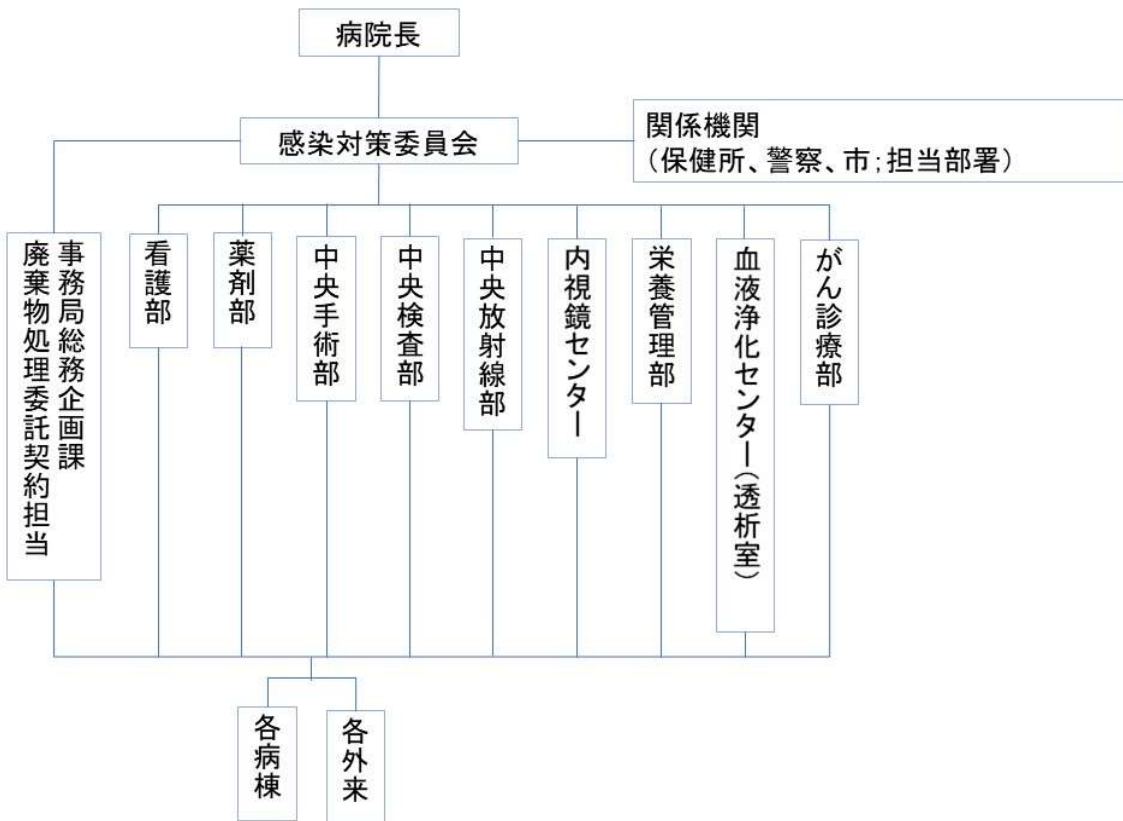 病院長
感染対策委員会
関係機関
（保健所、警察、市；担当部署）
事務局総務企画課
廃棄物処理委託契約担当
看護部
薬剤部
中央手術部
中央検査部
中央放射線部
内視鏡センター
栄養管理部
血液浄化センター（透析室）
がん診療部
各病棟
各外来